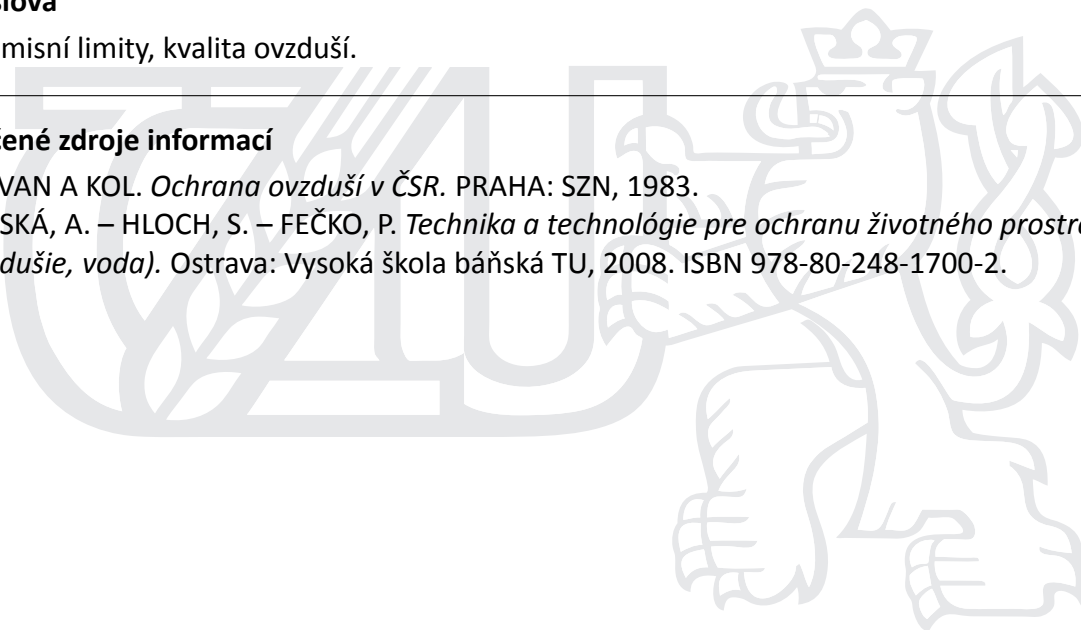 slova
misní limity, kvalita ovzduší.
čené zdroje informací
VAN A KOL. Ochrana ovzduší v ČSR. PRAHA: SZN, 1983.
SKÁ, A. – HLOCH, S. – FEČKO, P. Technika a technológie pre ochranu životného prostre
dušie, voda). Ostrava: Vysoká škola báňská TU, 2008. ISBN 978-80-248-1700-2.
ČZU